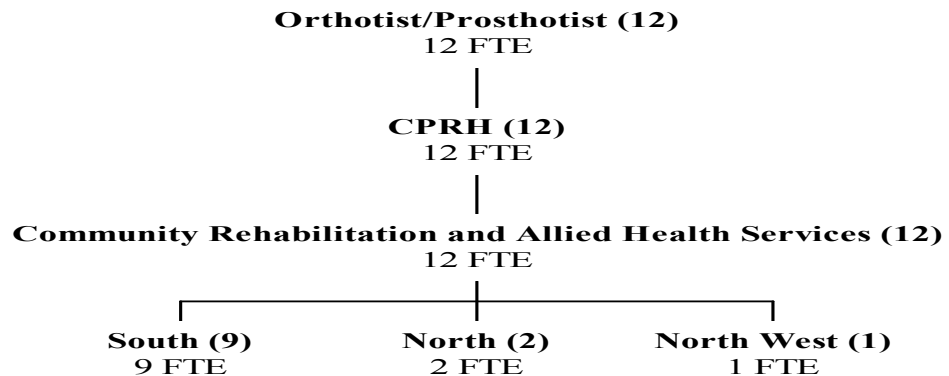 Orthotist/Prosthotist (12)
12 FTE
CPRH (12)
12 FTE
Community Rehabilitation and Allied Health Services (12)
12 FTE
South (9)
9 FTE
North (2)
2 FTE
North West (1)
1 FTE